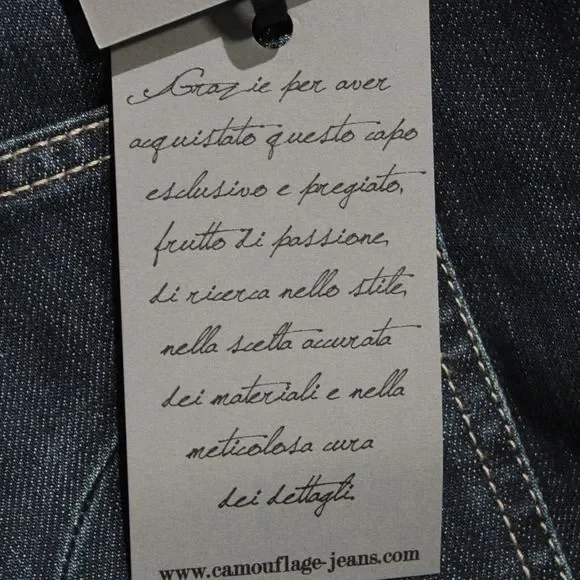 Grazie per aver
acquistato questo capo
esclusivo e pregiato,
frutto di passione,
di ricerca nello stile,
nella scelta accurata
dei materiali e nella
meticolosa cura
dei dettagli.
www.camouflage-jeans.com